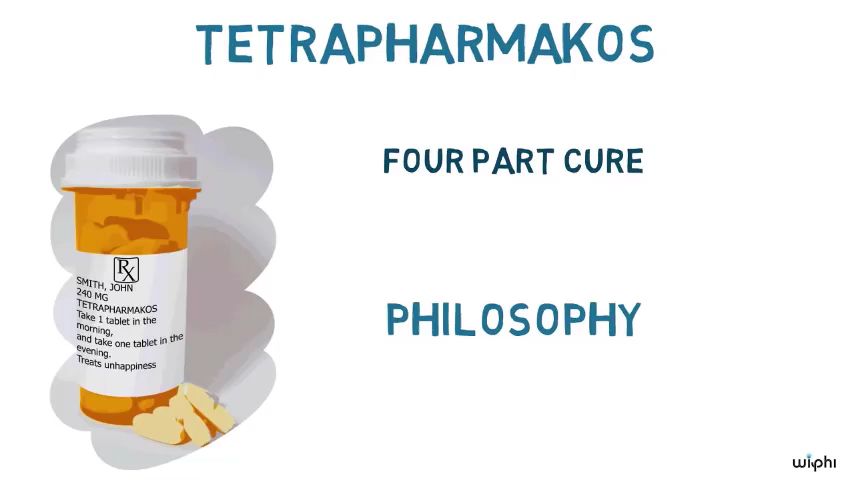 TETRAPHARMAKOS
FOUR PART CURE
Rx
SMITH, JOHN
240 MG
TETRAPHARMAKOS
Take 1 tablet in the
morning,
and take one tablet in the
evening.
Treats unhappiness
PHILOSOPHY
wiphi